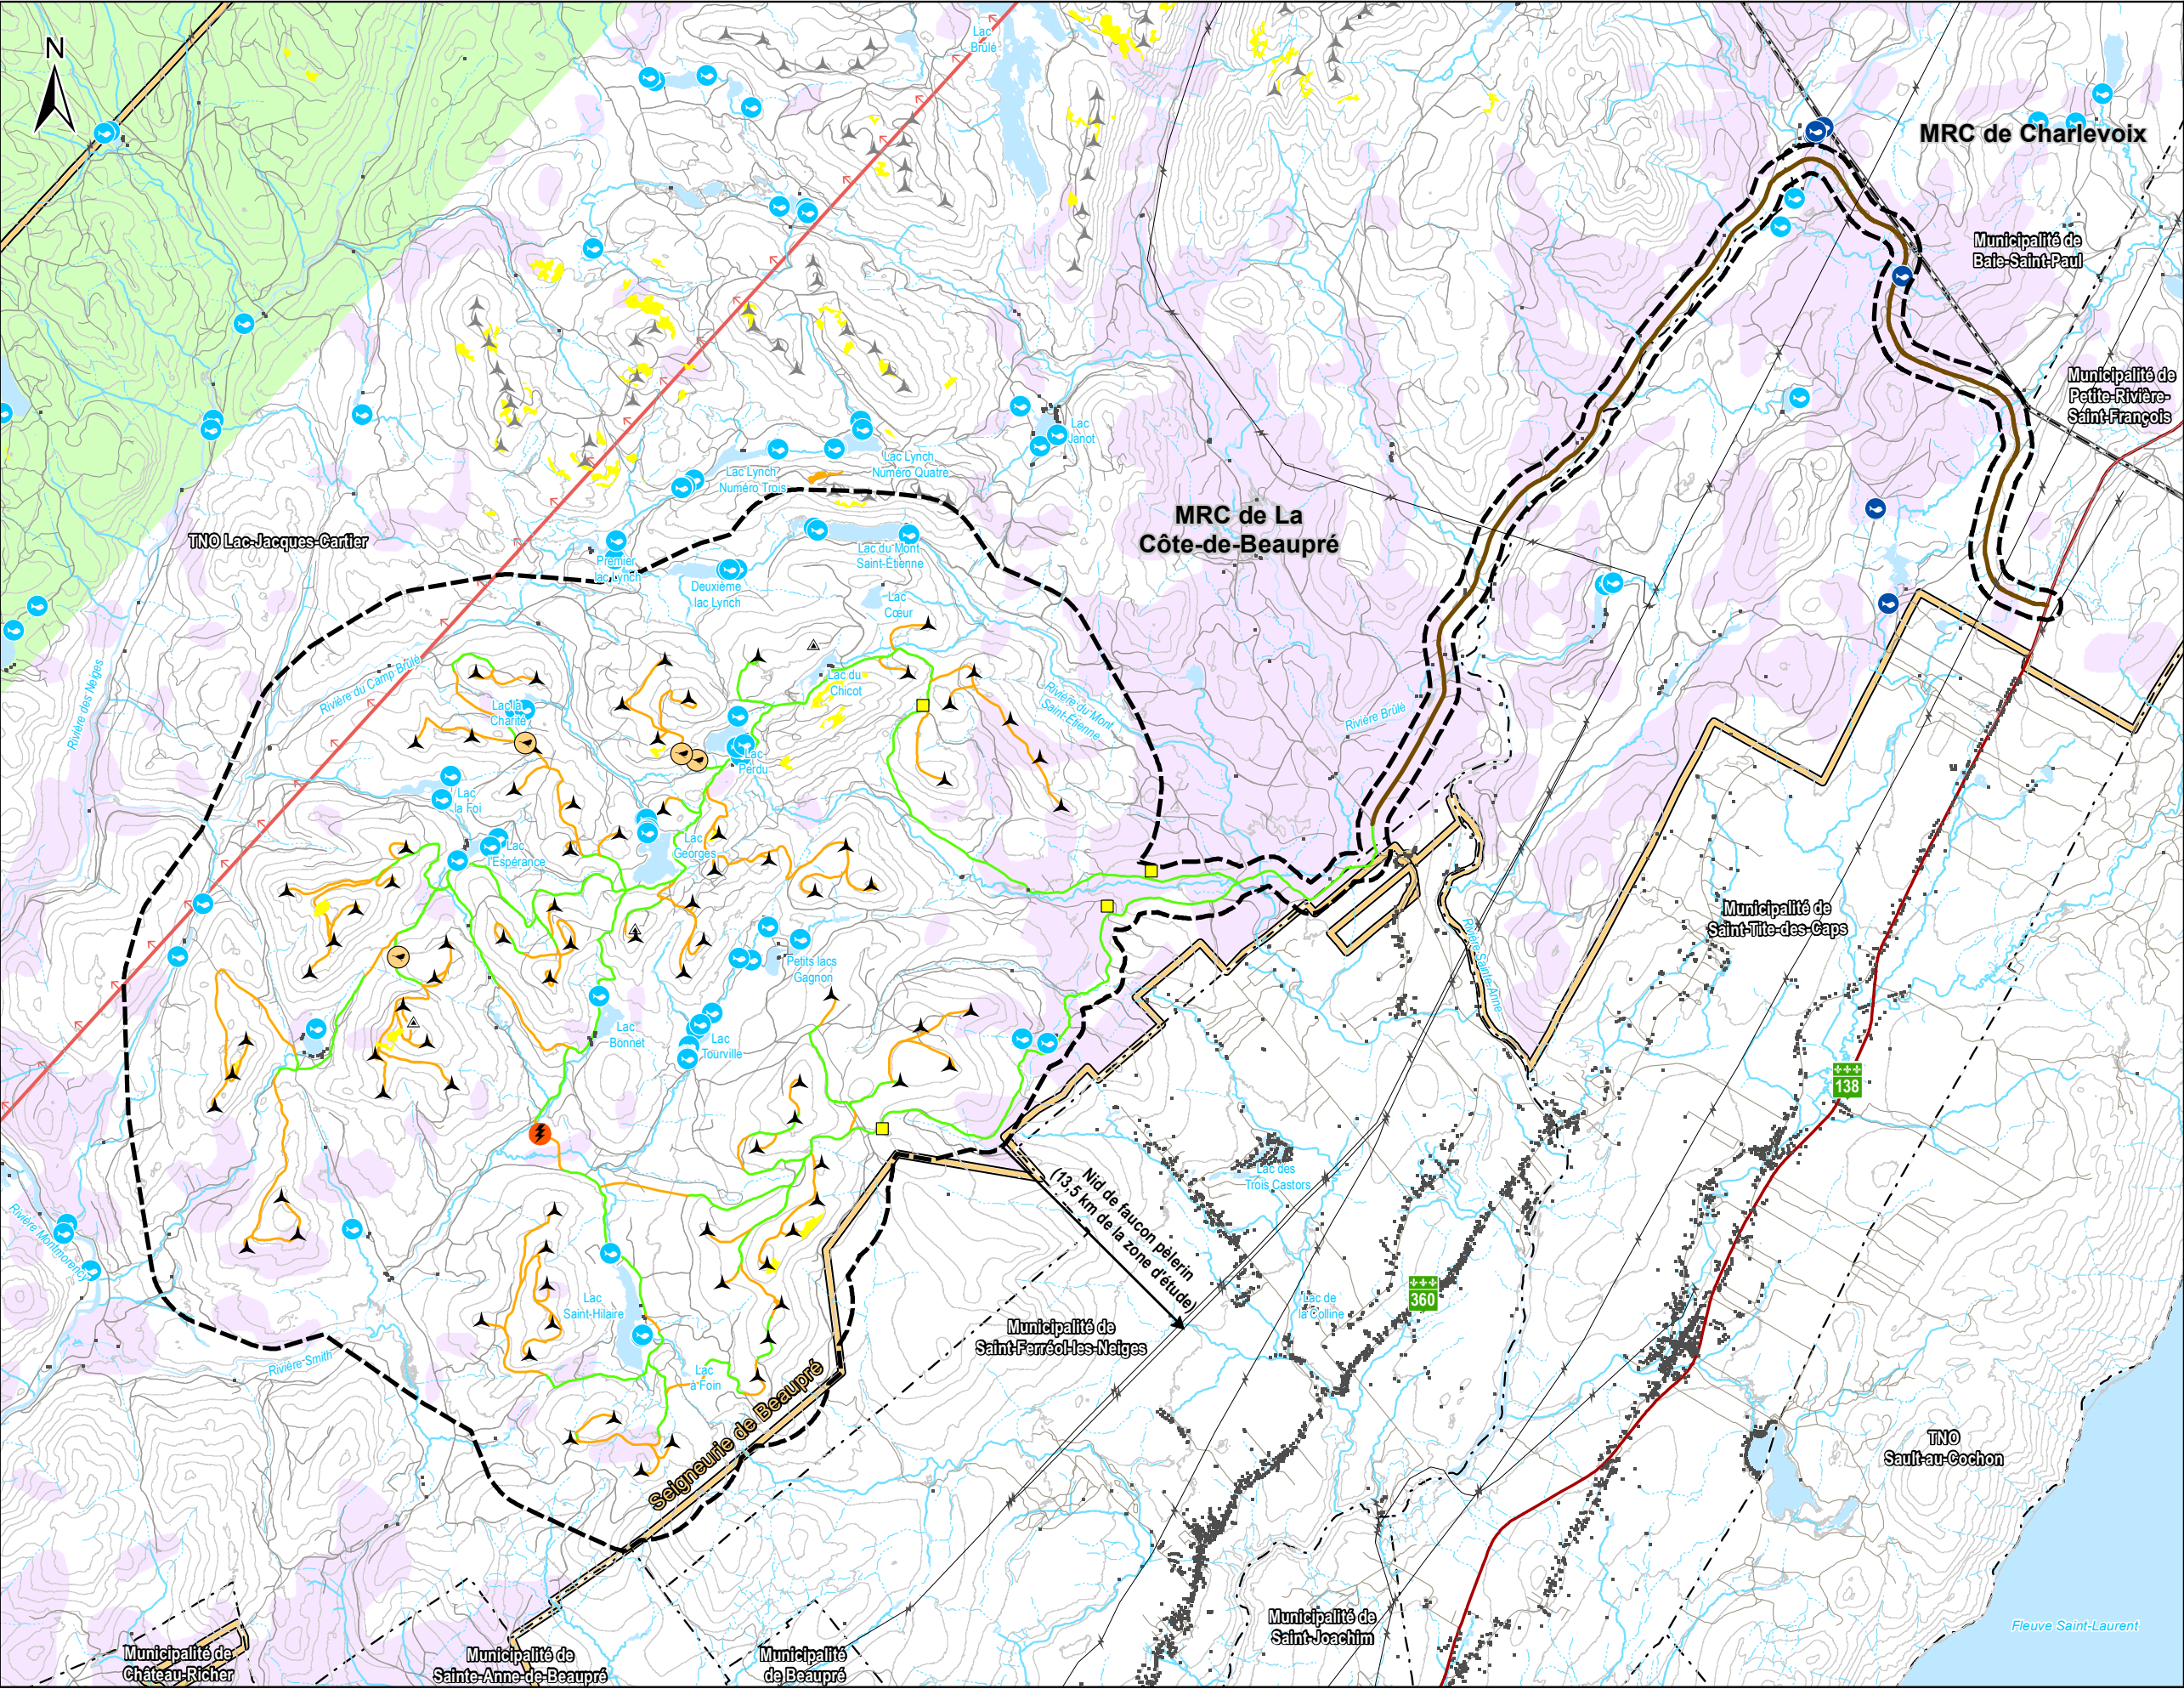 N
Lac
Brûlé
MRC de Charlevoix
Municipalité de
Baie-Saint-Paul
Municipalité de
Petite-Rivière-
Saint-François
Lac
Janot
Lac Lynch
Numéro Quatre
Lac Lynch
Numéro Trois
MRC de La
Côte-de-Beaupré
TNO Lac-Jacques-Cartier
Premier
lac Lynch
Lac du Mont
Saint-Étienne
Deuxième
lac Lynch
Lac
Cœur
Rivière des Neiges
Rivière du Camp Brûlé
Lac du
Chicot
Rivière du Mont
Saint-Étienne
Rivière Brûlé
Lac la
Charité
Lac
Perdu
Lac
la Foi
Lac
Georges
Lac
l'Espérance
Municipalité de
Saint-Tite-des-Caps
Rivière Sainte-Anne
Petits lacs
Gagnon
Lac
Bonnet
Lac
Tourville
138
Lac des
Trois Castors
Nid de faucon pèlerin
(13,5 km de la zone d'étude)
Rivière Montmorency
360
Lac
Saint-Hilaire
Lac de
la Colline
Municipalité de
Saint-Ferréol-les-Neiges
Rivière Smith
Lac
à Foin
Seigneurie de Beaupré
TNO
Sault-au-Cochon
Municipalité de
Saint-Joachim
Fleuve Saint-Laurent
Municipalité de
Château-Richer
Municipalité de
Sainte-Anne-de-Beaupré
Municipalité
de Beaupré